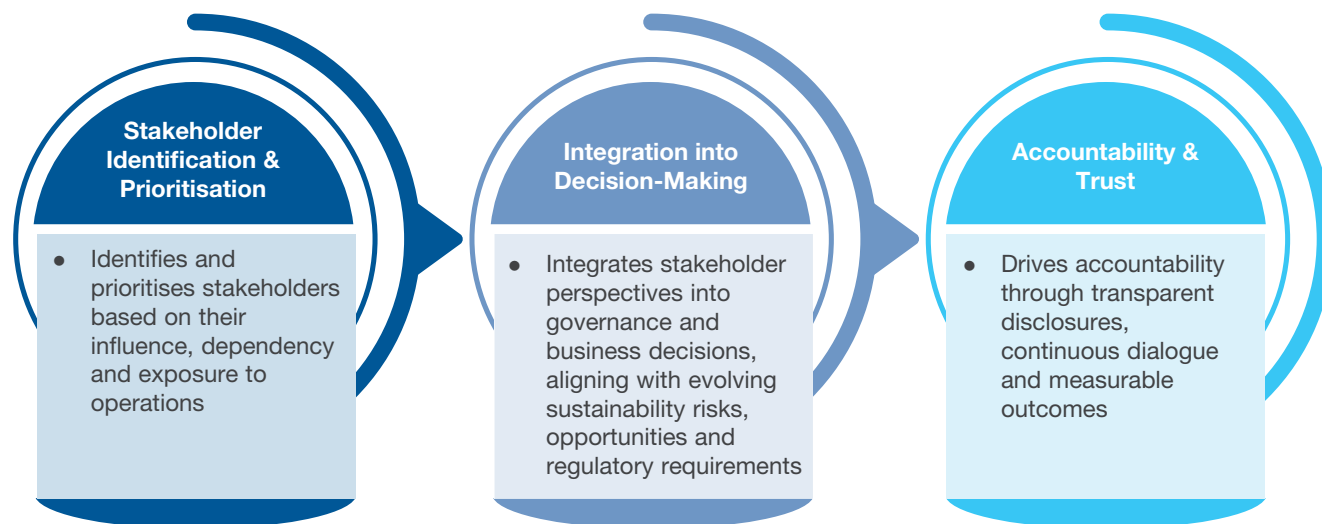 Stakeholder
Identification &
Prioritisation
● Identifies and
prioritises stakeholders
based on their
influence, dependency
and exposure to
operations
Integration into
Decision-Making
● Integrates stakeholder
perspectives into
governance and
business decisions,
aligning with evolving
sustainability risks,
opportunities and
regulatory requirements
Accountability &
Trust
● Drives accountability
through transparent
disclosures,
continuous dialogue
and measurable
outcomes